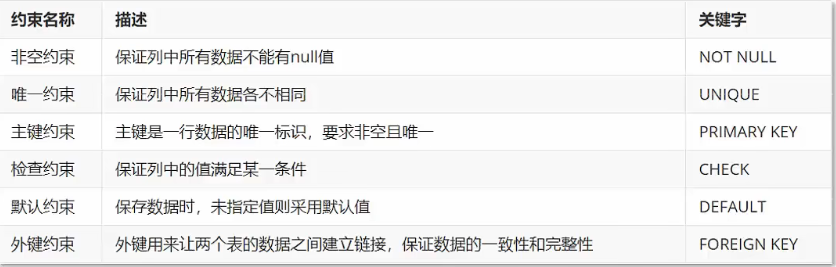 约束名称 描述 关键字
非空约束 保证列中所有数据不能有null值 NOT NULL
唯一约束 保证列中所有数据各不相同 UNIQUE
主键约束 主键是一行数据的唯一标识，要求非空且唯一 PRIMARY KEY
检查约束 保证列中的值满足某一条件 CHECK
默认约束 保存数据时，未指定值则采用默认值 DEFAULT
外键约束 外键用来让两个表的数据之间建立链接，保证数据的一致性和完整性 FOREIGN KEY